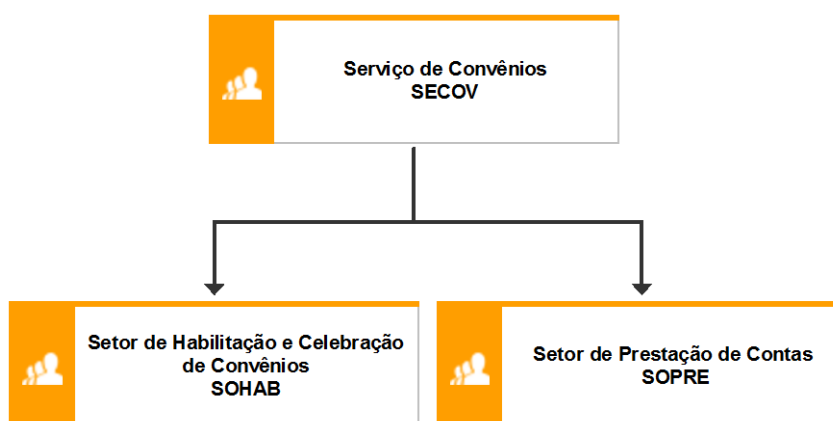 Serviço de Convênios
SECOV
Setor de Habilitação e Celebração
de Convênios
SOHAB
Setor de Prestação de Contas
SOPRE